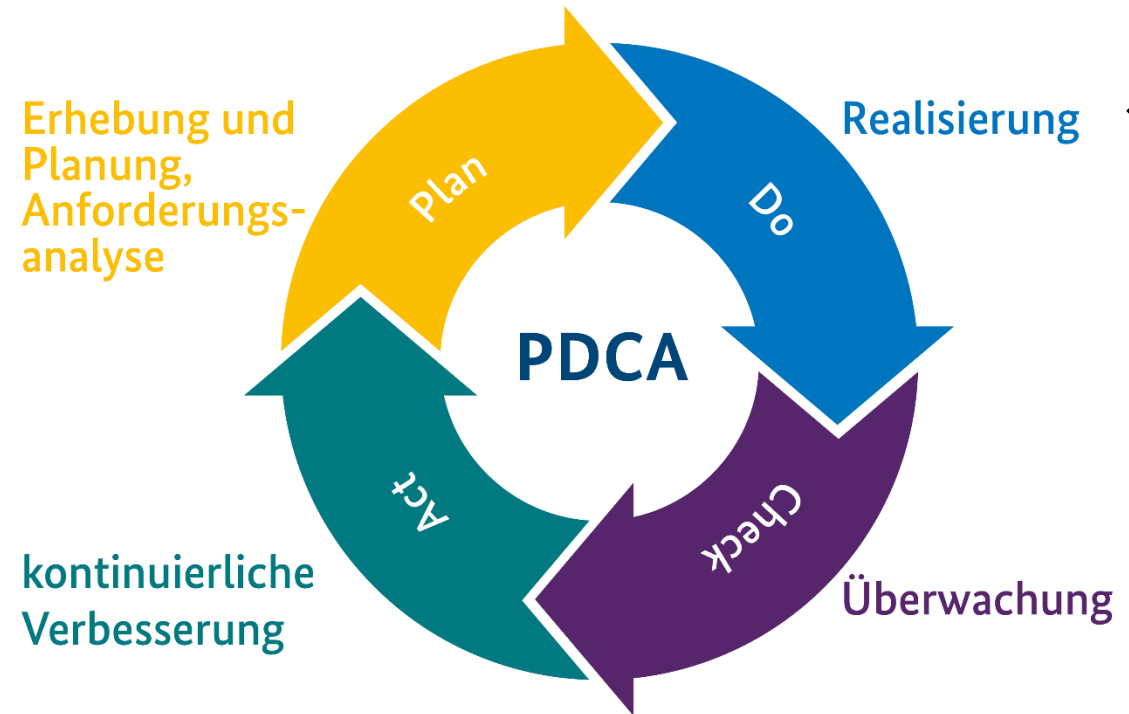 Erhebung und
Planung,
Anforderungs-
analyse
Plan
Realisierung
Do
PDCA
Act
Check
kontinuierliche
Verbesserung
Überwachung